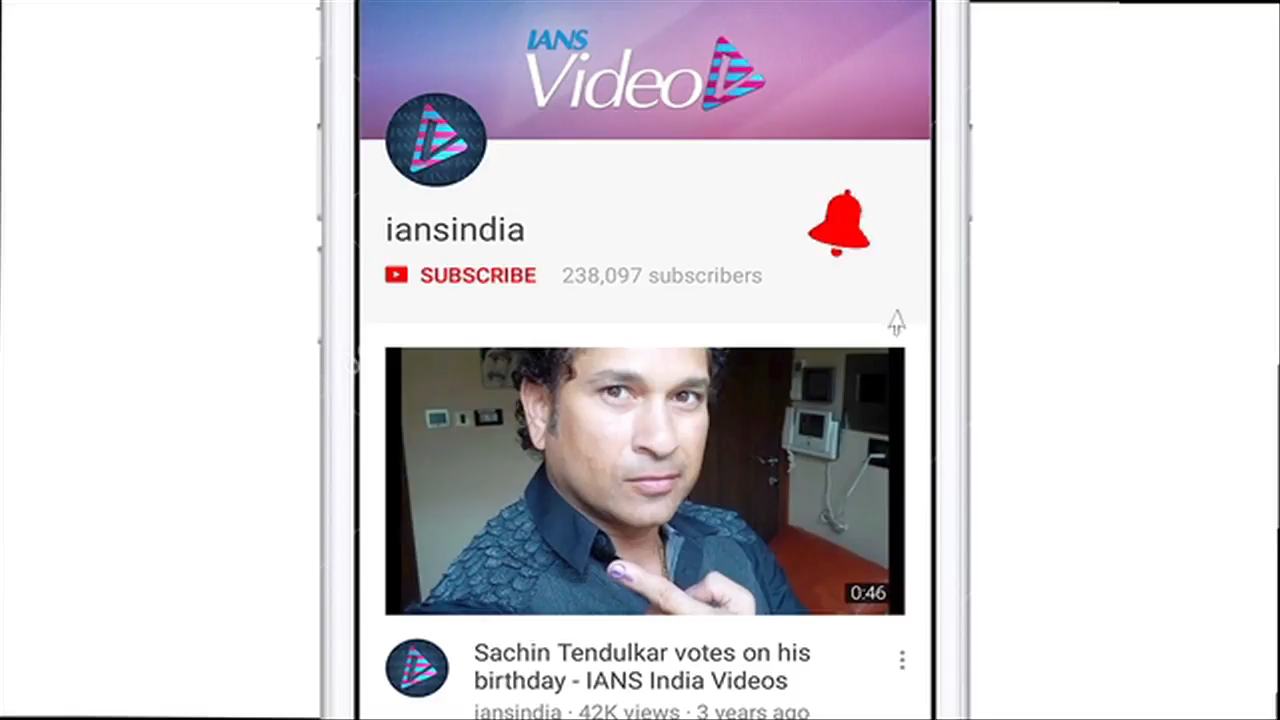 IANS
Video
iansindia
SUBSCRIBE 238,097 subscribers
0:46
Sachin Tendulkar votes on his
birthday - IANS India Videos
iansindia · 42K views · 3 years ago